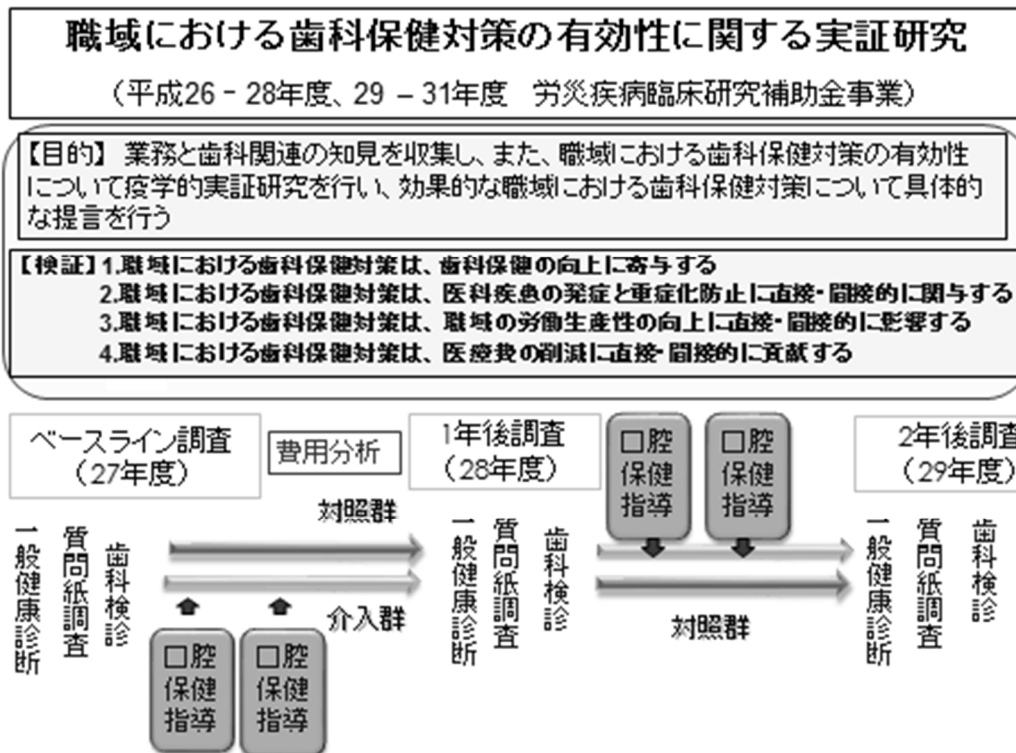 職域における歯科保健対策の有効性に関する実証研究
（平成26－28年度、29－31年度　労災疾病臨床研究補助金事業）
【目的】 業務と歯科関連の知見を収集し、また、職域における歯科保健対策の有効性
について疫学的実証研究を行い、効果的な職域における歯科保健対策について具体的
な提言を行う
【検証】1.職域における歯科保健対策は、歯科保健の向上に寄与する
2.職域における歯科保健対策は、医科疾患の発症と重症化防止に直接・間接的に関与する
3.職域における歯科保健対策は、職域の労働生産性の向上に直接・間接的に影響する
4.職域における歯科保健対策は、医療費の削減に直接・間接的に貢献する
ベースライン調査
（27年度）
費用分析
1年後調査
（28年度）
口腔
保健
指導
口腔
保健
指導
2年後調査
（29年度）
一般健康診断
質問紙調査
歯科検診
対照群
介入群
口腔
保健
指導
口腔
保健
指導
一般健康診断
質問紙調査
歯科検診
対照群
一般健康診断
質問紙調査
歯科検診